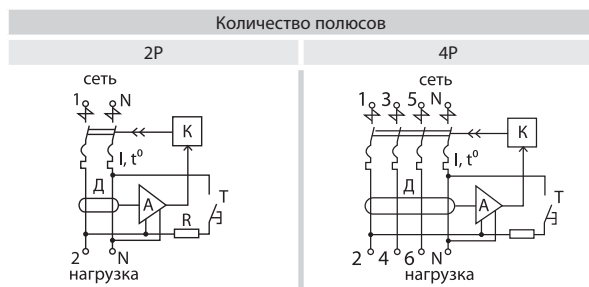 Количество полюсов
2P
4P
сеть
1
N
K
I, t⁰
Д
A
T
R
2
N
нагрузка
сеть
1
3
5
N
K
I, t⁰
Д
A
T
2
4
6
N
нагрузка